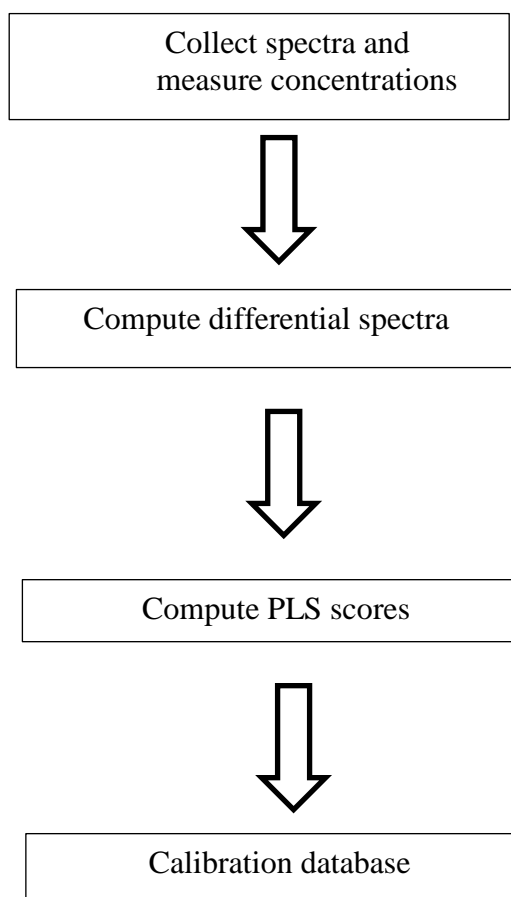 Collect spectra and
measure concentrations
Compute differential spectra
Compute PLS scores
Calibration database